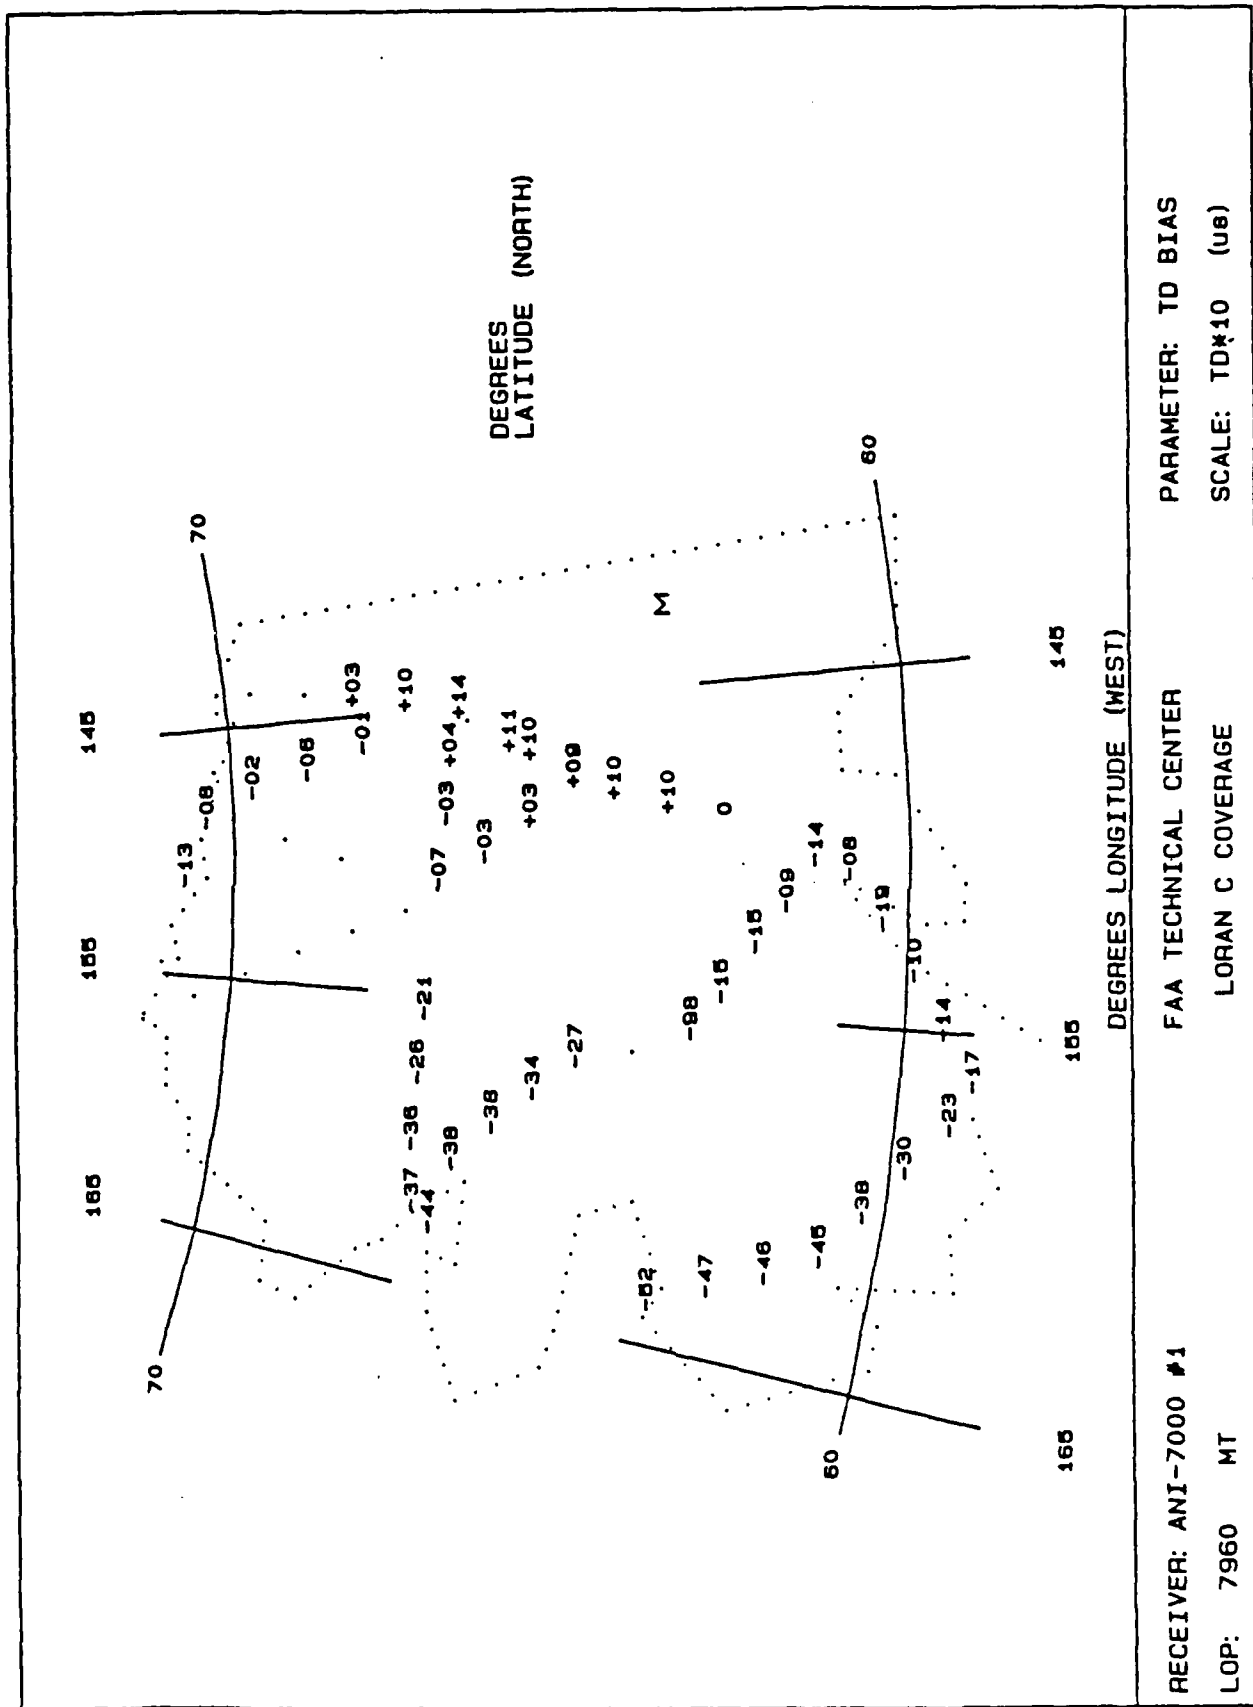 165 155 145
70
-13
70
-08
-02
-06
+03
-01
-37 -36 +10
-44 -26 -21
-07 -03 +04
-38 +14
-38 -03
DEGREES
LATITUDE (NORTH)
+11
-34 +03 +10
-27 +09
+10
-52 M
+10
-47 -98
-15 0
-46 -15
-09
-45 -14
60 -08
-38 60
-19
-30 -10
-23 -14
-17
165 155 145
DEGREES LONGITUDE (WEST)
RECEIVER: ANI-7000 #1 FAA TECHNICAL CENTER PARAMETER: TD BIAS
LOP: 7960 MT LORAN C COVERAGE SCALE: TD*10 (us)